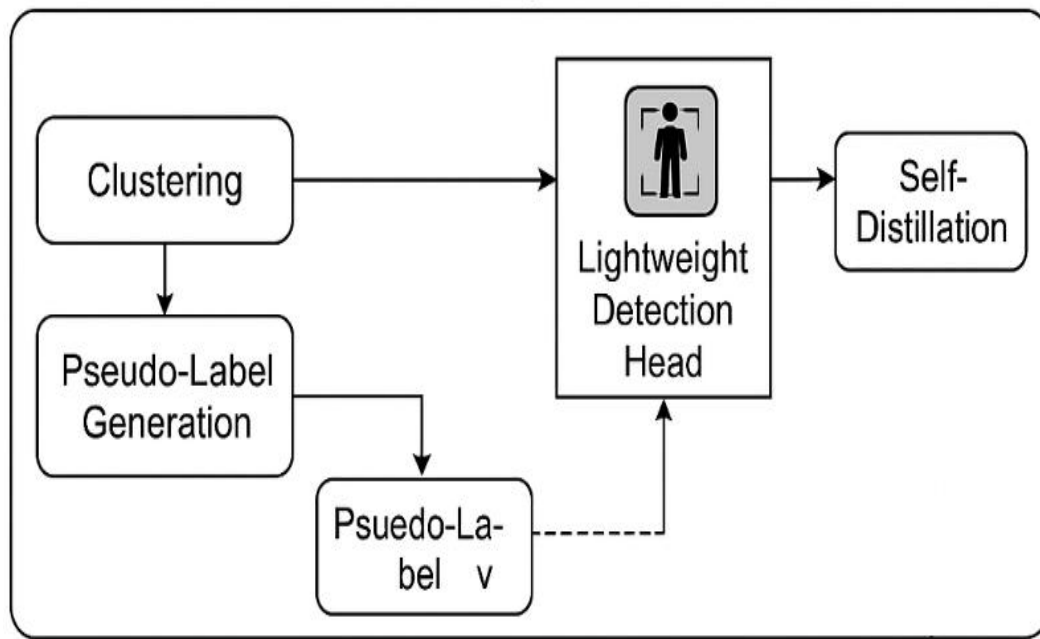 Clustering
Lightweight
Detection
Head
Self-
Distillation
Pseudo-Label
Generation
Psuedo-La-
bel v